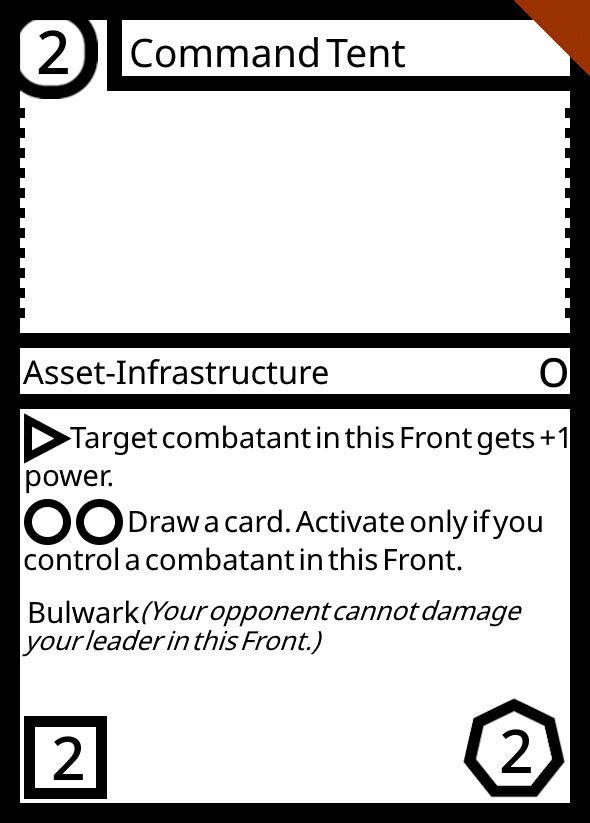 2 Command Tent
Asset-Infrastructure O
Target combatant in this Front gets +1
power.
Draw a card. Activate only if you
control a combatant in this Front.
Bulwark (Your opponent cannot damage
your leader in this Front.)
2 2